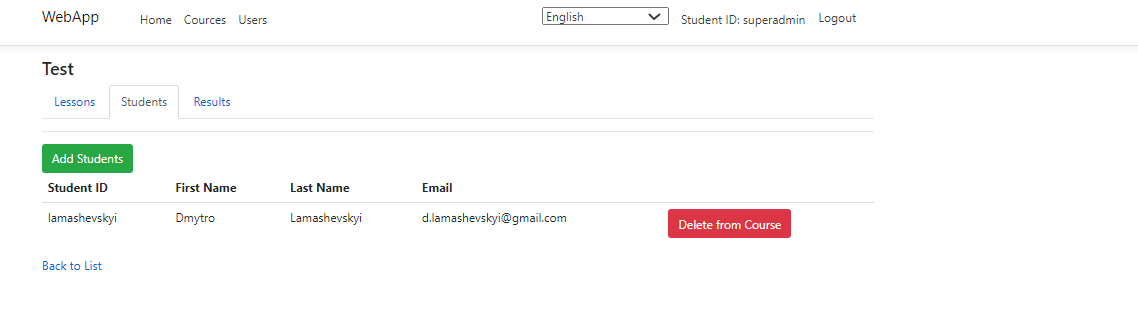 WebApp Home Cources Users English Student ID: superadmin Logout
Test
Lessons Students Results
Add Students
Student ID First Name Last Name Email
lamashevskyi Dmytro Lamashevskyi d.lamashevskyi@gmail.com Delete from Course
Back to List